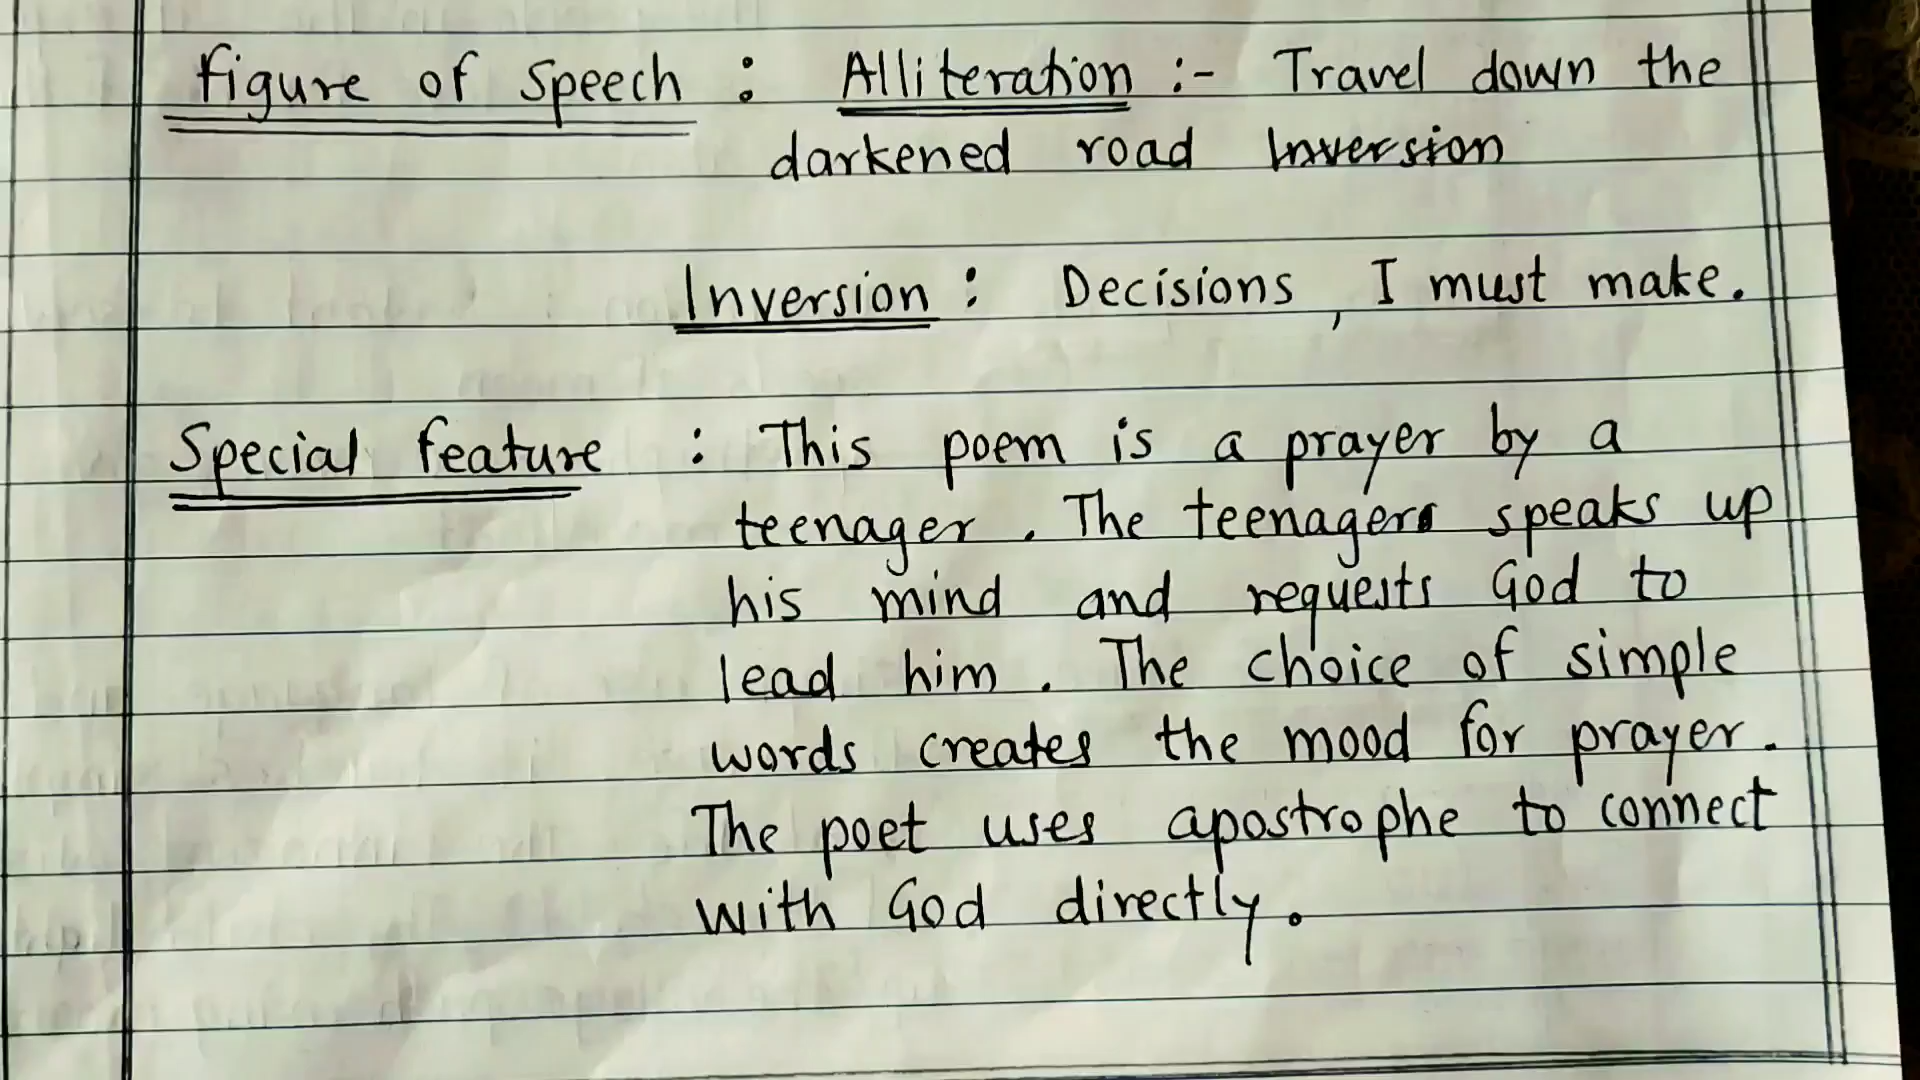 figure of speech : Alliteration :- Travel down the
darkened road Inversion
Inversion : Decisions, I must make.
Special feature : This poem is a prayer by a
teenager. The teenagers speaks up
his mind and requests God to
lead him. The choice of simple
words creates the mood for prayer.
The poet uses apostrophe to connect
with God directly.